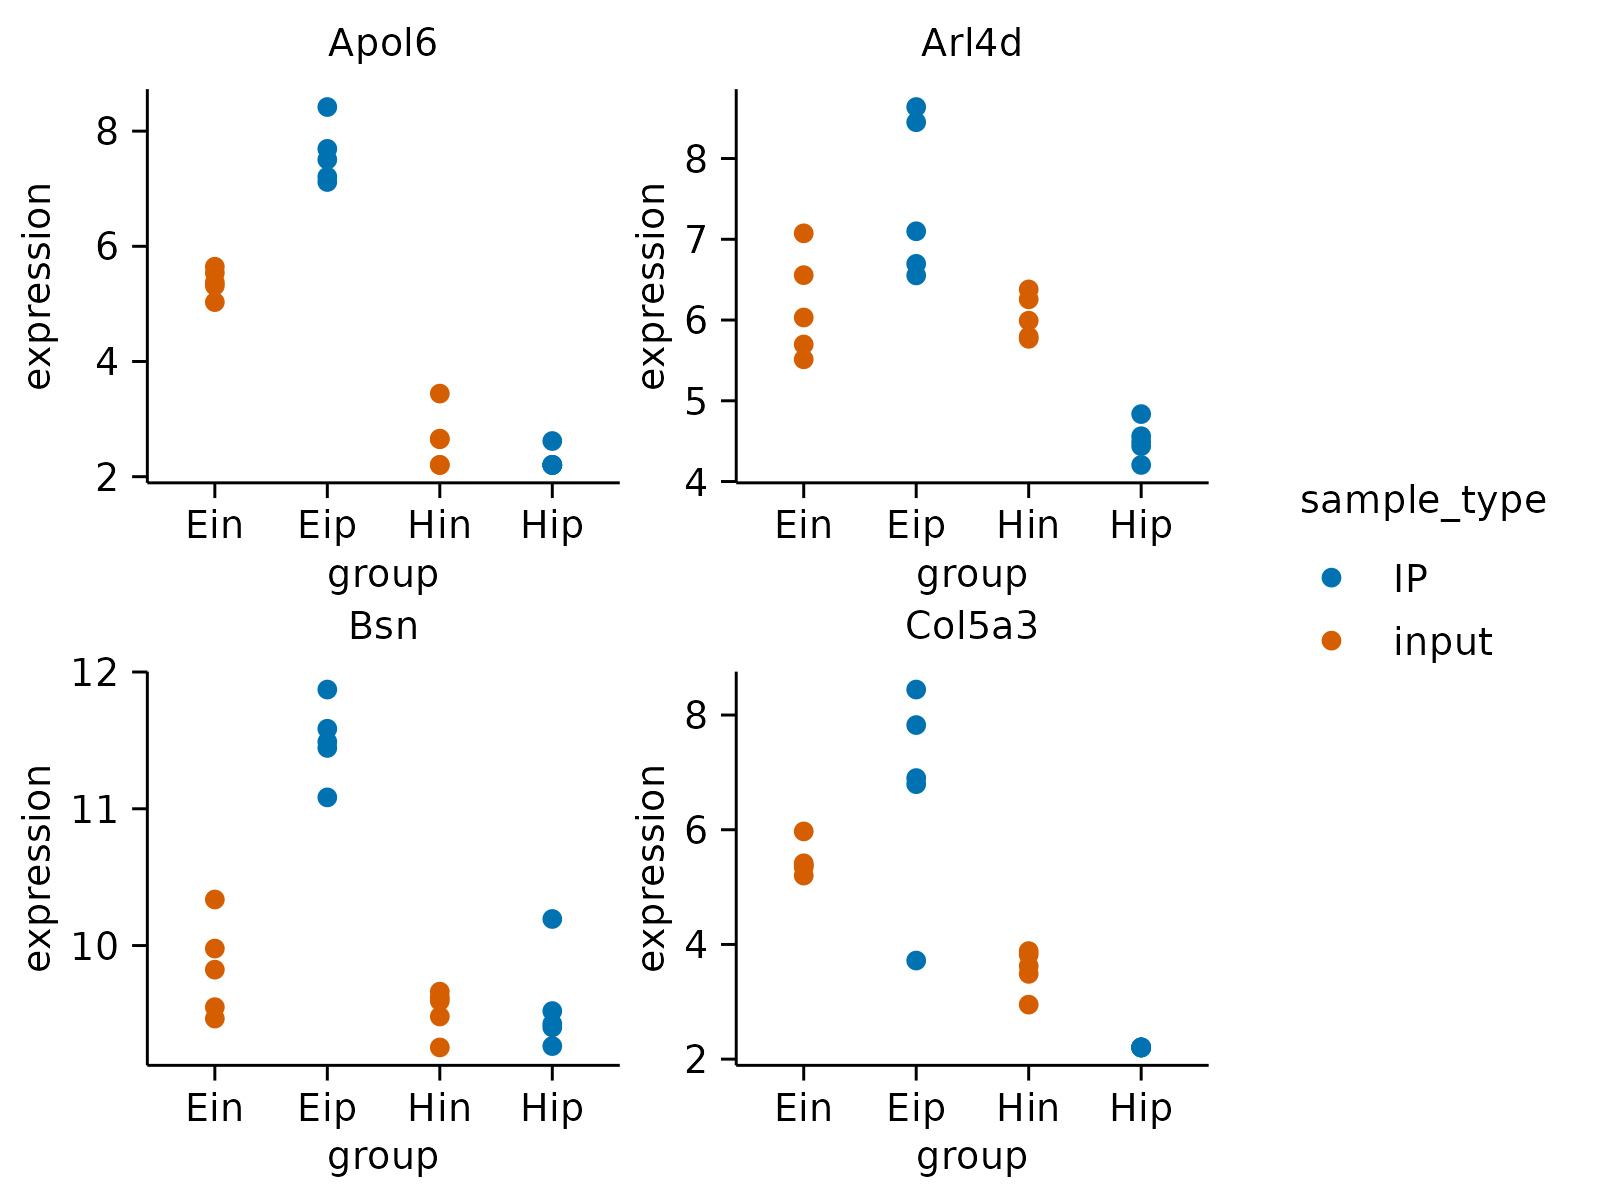 Apol6
Arl4d
expression
8
6
4
2
Ein Eip Hin Hip
group
expression
8
7
6
5
4
Ein Eip Hin Hip
group
Bsn
Col5a3
expression
12
11
10
Ein Eip Hin Hip
group
expression
8
6
4
2
Ein Eip Hin Hip
group
sample_type
IP
input